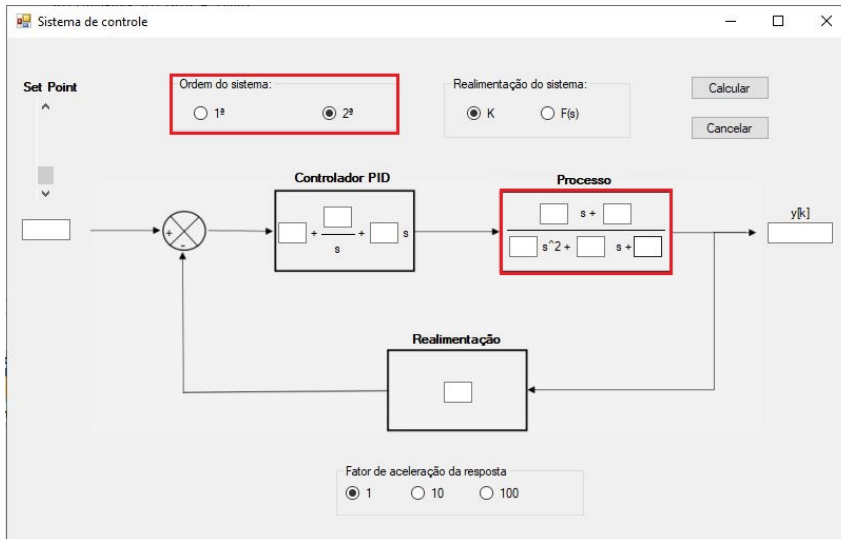 Sistema de controle
Set Point
Ordem do sistema:
1ª
2ª
Realimentação do sistema:
K
F(s)
Calcular
Cancelar
Controlador PID
+
s
+
s
Processo
s +
s^2 +
s +
y[k]
+
-
Realimentação
Fator de aceleração da resposta
1
10
100